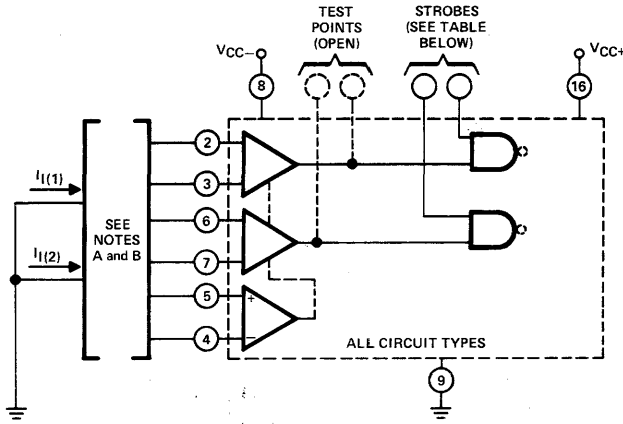 TEST
POINTS
(OPEN)
STROBES
(SEE TABLE
BELOW)
VCC−
VCC+
8
16
2
3
6
7
5
4
+
−
II(1)
II(2)
SEE
NOTES
A and B
ALL CIRCUIT TYPES
9